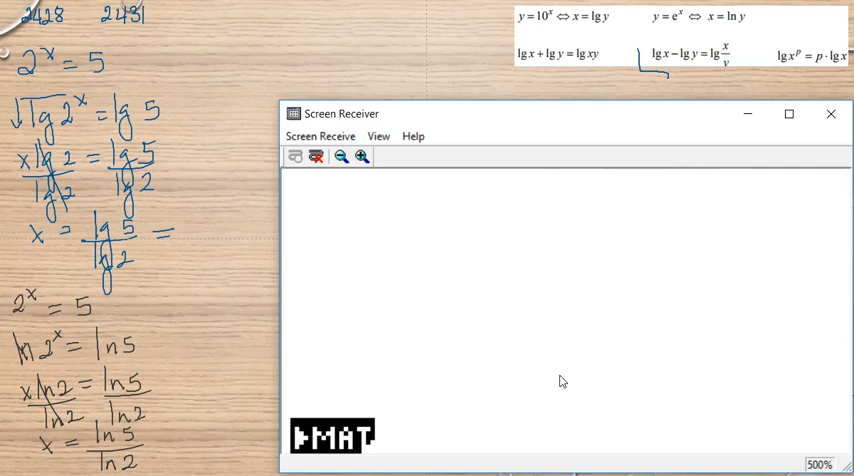 2428 2431
2^x = 5
lg 2^x = lg 5
x lg 2 = lg 5
lg 2 lg 2
x = lg 5 =
lg 2
2^x = 5
ln 2^x = ln 5
x ln 2 = ln 5
ln 2 ln 2
x = ln 5
ln 2
y = 10^x ⇔ x = lg y y = e^x ⇔ x = ln y
lg x + lg y = lg xy lg x − lg y = lg x/y lg x^p = p · lg x
Screen Receiver
Screen Receive View Help
▶MAT
500%